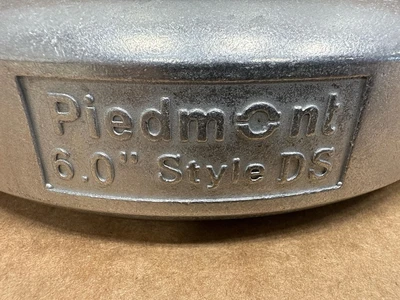 Piedmont
6.0" Style DS